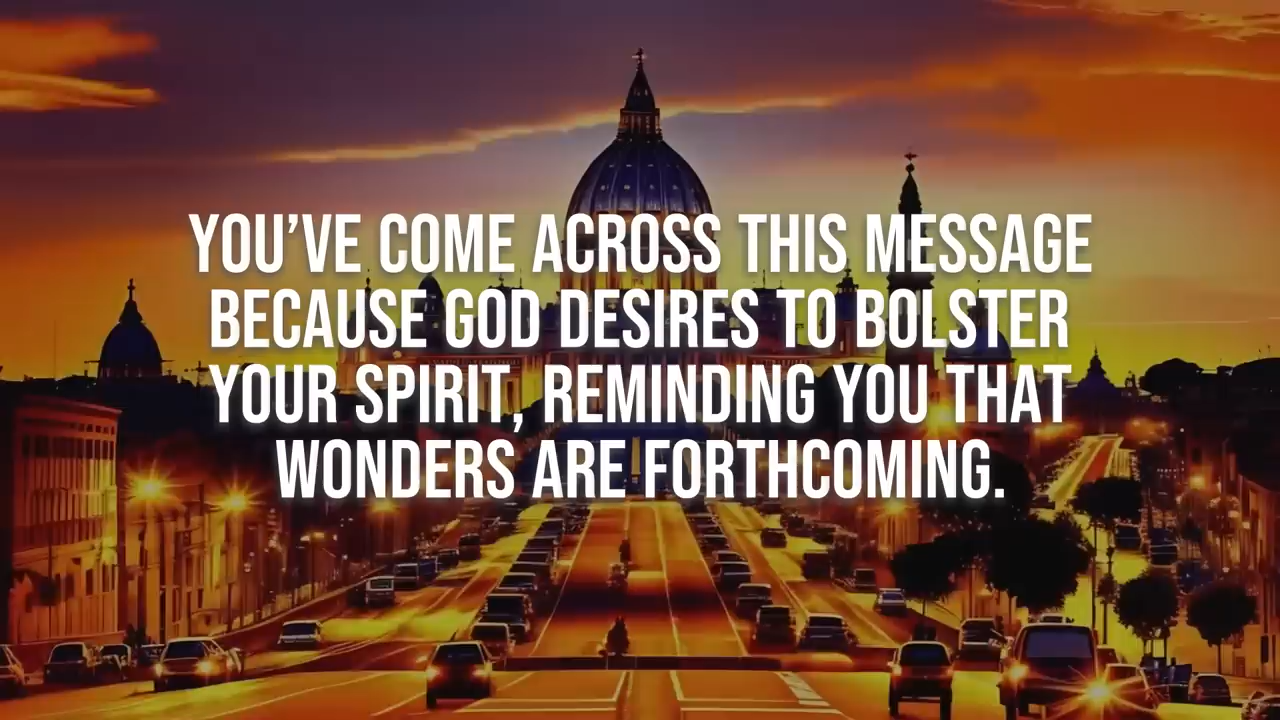 YOU’VE COME ACROSS THIS MESSAGE
BECAUSE GOD DESIRES TO BOLSTER
YOUR SPIRIT, REMINDING YOU THAT
WONDERS ARE FORTHCOMING.